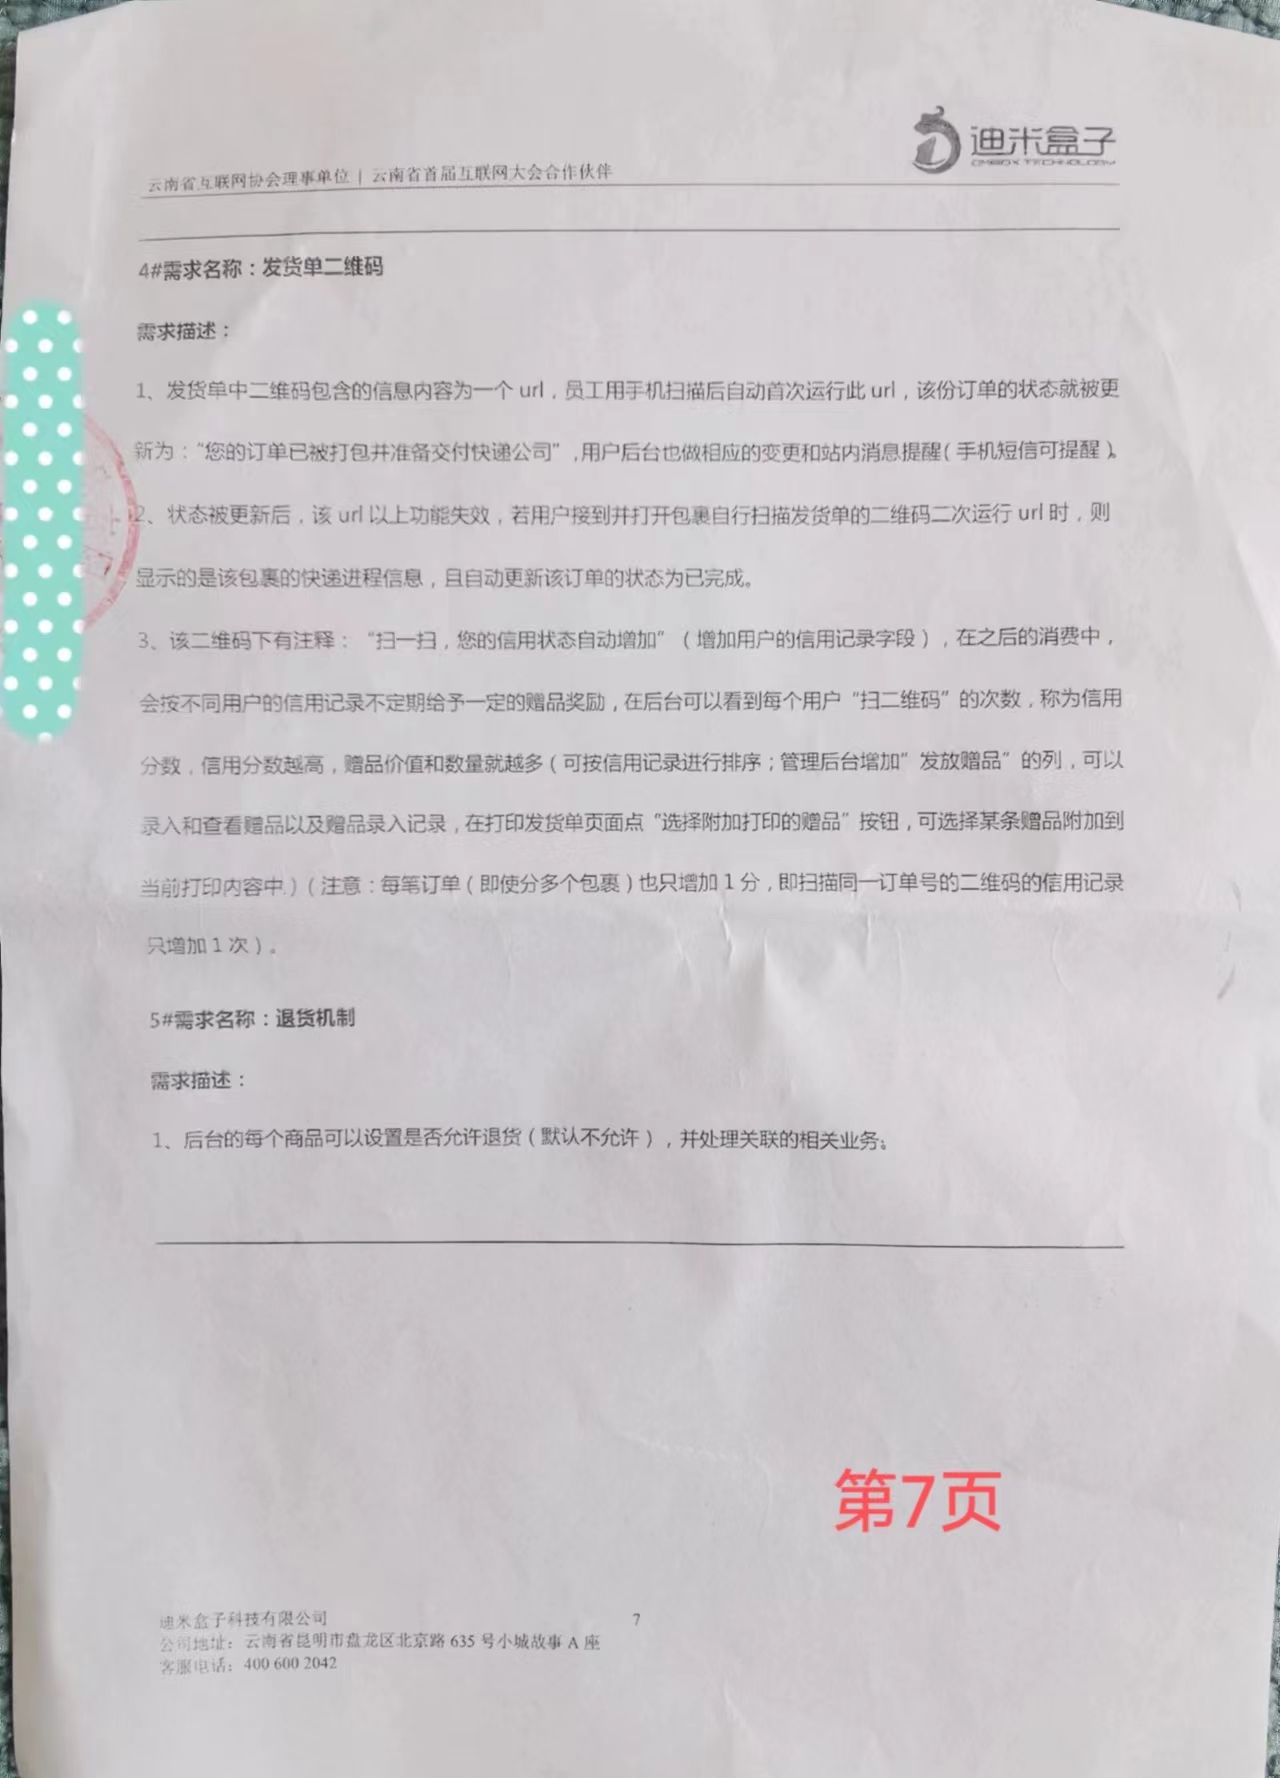 迪米盒子
DMBOX TECHNOLOGY
云南省互联网协会理事单位 | 云南省首届互联网大会合作伙伴
4#需求名称：发货单二维码
需求描述：
1、发货单中二维码包含的信息内容为一个 url，员工用手机扫描后自动首次运行此 url，该份订单的状态就被更
新为：“您的订单已被打包并准备交付快递公司”,用户后台也做相应的变更和站内消息提醒（手机短信可提醒）。
2、状态被更新后，该 url 以上功能失效，若用户接到并打开包裹自行扫描发货单的二维码二次运行 url 时，则
显示的是该包裹的快递进程信息，且自动更新该订单的状态为已完成。
3、该二维码下有注释：“扫一扫，您的信用状态自动增加”（增加用户的信用记录字段），在之后的消费中，
会按不同用户的信用记录不定期给予一定的赠品奖励，在后台可以看到每个用户“扫二维码”的次数，称为信用
分数，信用分数越高，赠品价值和数量就越多（可按信用记录进行排序；管理后台增加”发放赠品”的列，可以
录入和查看赠品以及赠品录入记录，在打印发货单页面点“选择附加打印的赠品”按钮，可选择某条赠品附加到
当前打印内容中.）（注意：每笔订单（即使分多个包裹）也只增加 1 分，即扫描同一订单号的二维码的信用记录
只增加 1 次）。
5#需求名称：退货机制
需求描述：
1、后台的每个商品可以设置是否允许退货（默认不允许），并处理关联的相关业务。
第7页
迪米盒子科技有限公司
7
公司地址：云南省昆明市盘龙区北京路 635 号小城故事 A 座
客服电话：400 600 2042